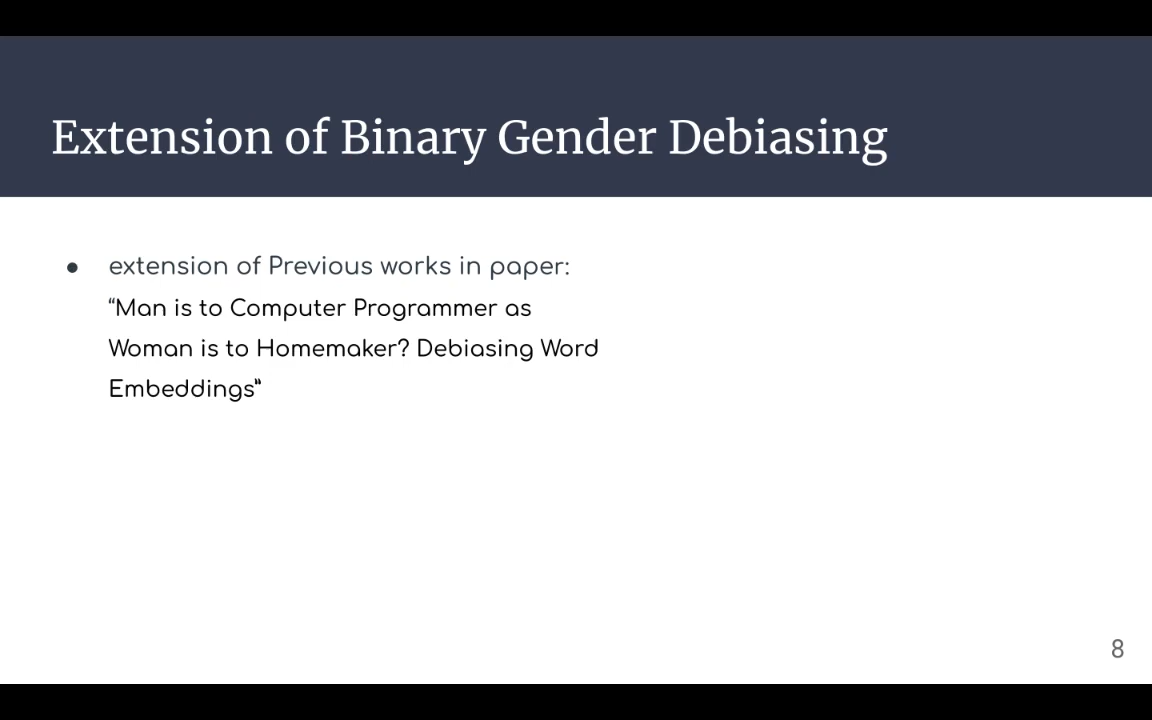 Extension of Binary Gender Debiasing
● extension of Previous works in paper:
“Man is to Computer Programmer as
Woman is to Homemaker? Debiasing Word
Embeddings”
8